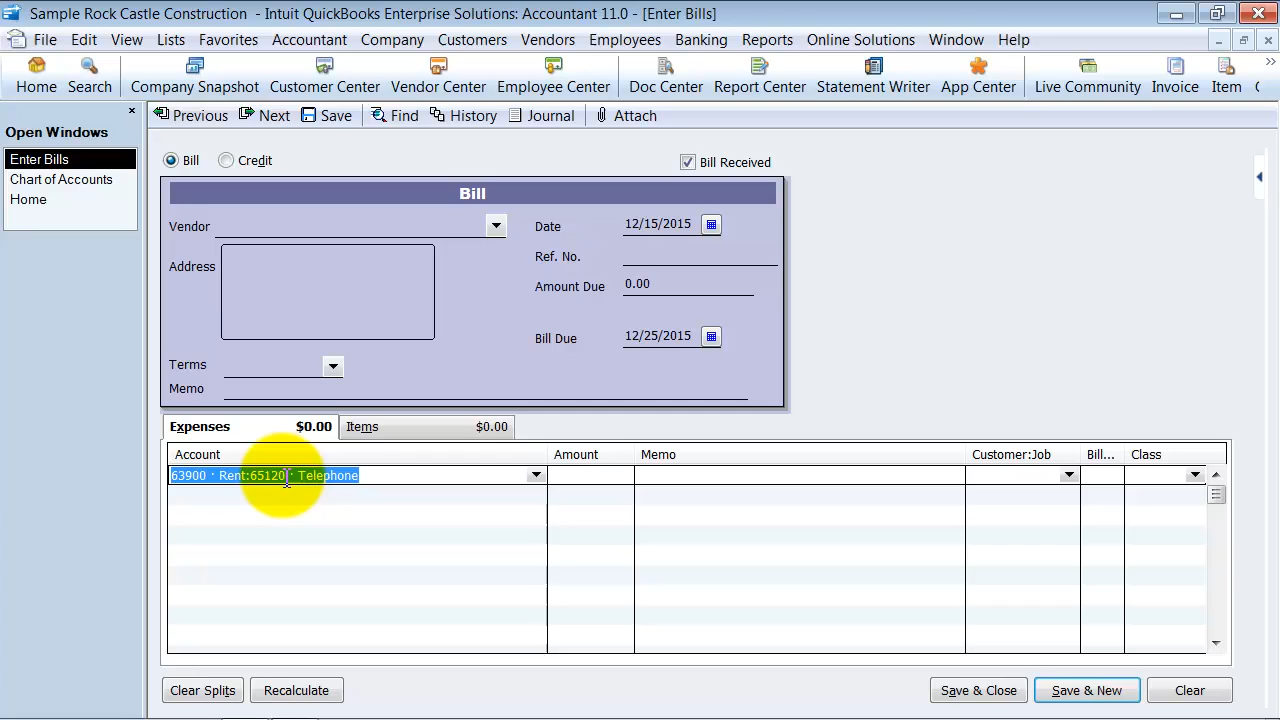 Sample Rock Castle Construction - Intuit QuickBooks Enterprise Solutions: Accountant 11.0 - [Enter Bills]
File Edit View Lists Favorites Accountant Company Customers Vendors Employees Banking Reports Online Solutions Window Help
Home Search Company Snapshot Customer Center Vendor Center Employee Center Doc Center Report Center Statement Writer App Center Live Community Invoice Item
Previous Next Save Find History Journal Attach
Open Windows
Enter Bills
Chart of Accounts
Home
Bill Credit Bill Received
Bill
Vendor Date 12/15/2015
Ref. No.
Address
Amount Due 0.00
Bill Due 12/25/2015
Terms
Memo
Expenses $0.00 Items $0.00
Account Amount Memo Customer:Job Bill... Class
63900 · Rent:65120 · Telephone
Clear Splits Recalculate Save & Close Save & New Clear